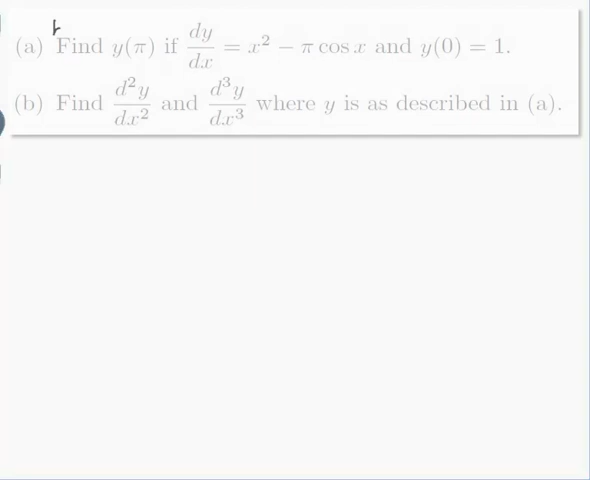 (a) Find y(π) if dy/dx = x² − π cos x and y(0) = 1.
(b) Find d²y/dx² and d³y/dx³ where y is as described in (a).